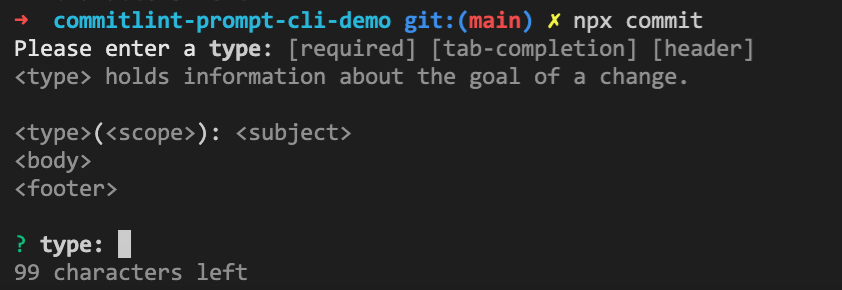 ➜ commitlint-prompt-cli-demo git:(main) ✗ npx commit
Please enter a type: [required] [tab-completion] [header]
<type> holds information about the goal of a change.
<type>(<scope>): <subject>
<body>
<footer>
? type:
99 characters left